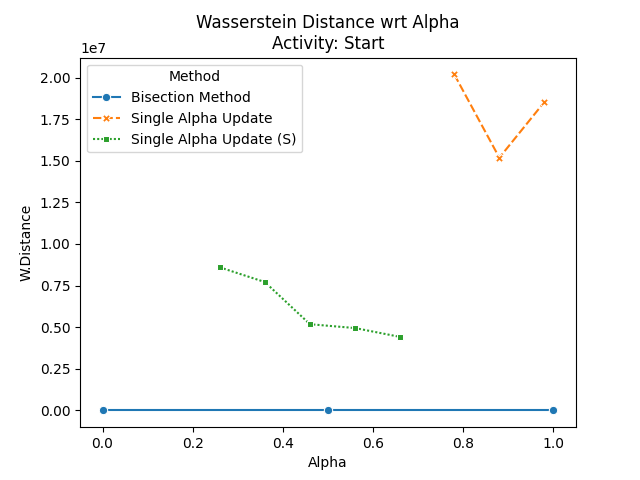 Wasserstein Distance wrt Alpha
Activity: Start
1e7
Method
Bisection Method
Single Alpha Update
Single Alpha Update (S)
W.Distance
2.00
1.75
1.50
1.25
1.00
0.75
0.50
0.25
0.00
0.0 0.2 0.4 0.6 0.8 1.0
Alpha